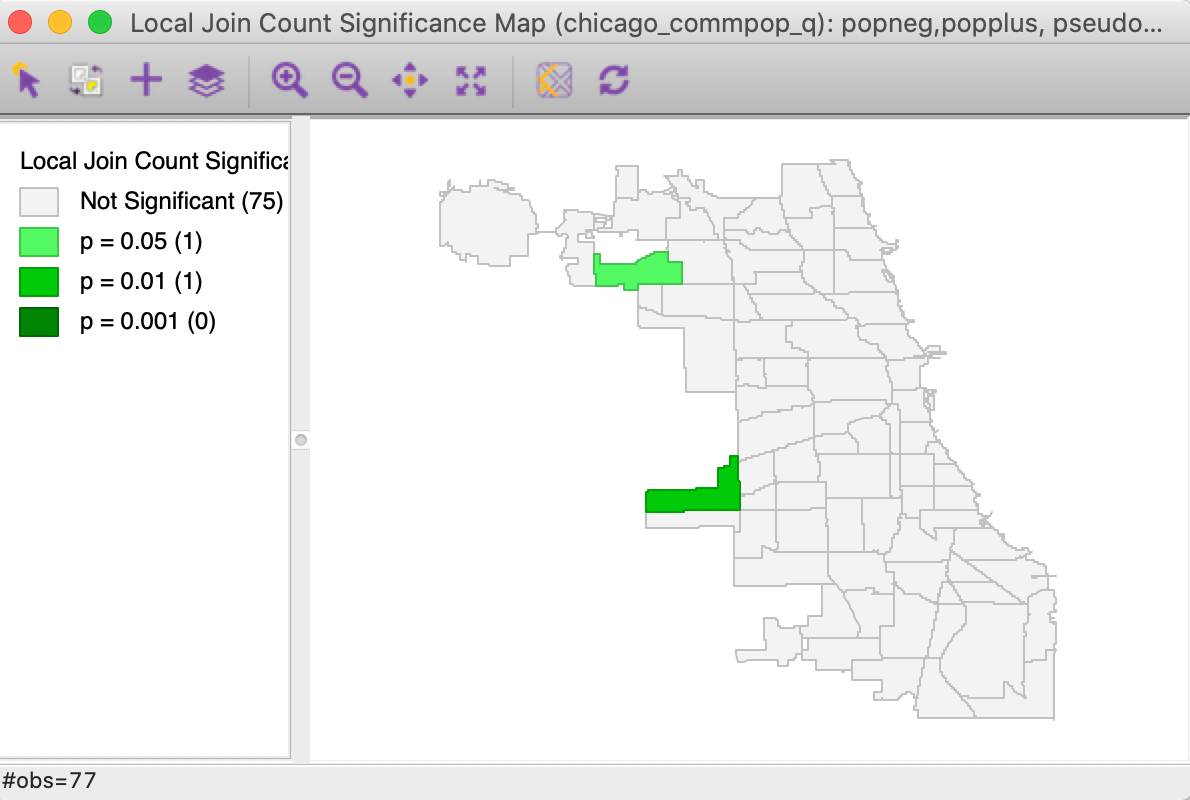 Local Join Count Significance Map (chicago_commpop_q): popneg,popplus, pseudo...
Local Join Count Signific
Not Significant (75)
p = 0.05 (1)
p = 0.01 (1)
p = 0.001 (0)
#obs=77